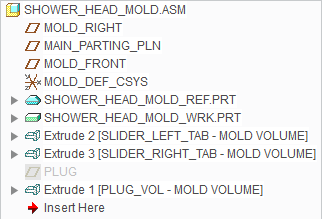 SHOWER_HEAD_MOLD.ASM
MOLD_RIGHT
MAIN_PARTING_PLN
MOLD_FRONT
MOLD_DEF_CSYS
SHOWER_HEAD_MOLD_REF.PRT
SHOWER_HEAD_MOLD_WRK.PRT
Extrude 2 [SLIDER_LEFT_TAB - MOLD VOLUME]
Extrude 3 [SLIDER_RIGHT_TAB - MOLD VOLUME]
PLUG
Extrude 1 [PLUG_VOL - MOLD VOLUME]
Insert Here